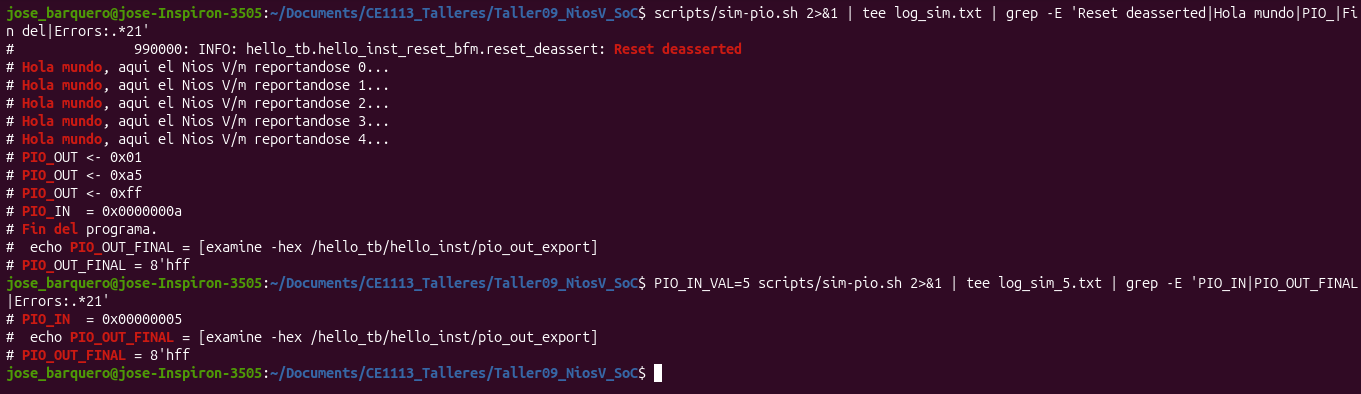 jose_barquero@jose-Inspiron-3505:~/Documents/CE1113_Talleres/Taller09_NiosV_SoC$ scripts/sim-pio.sh 2>&1 | tee log_sim.txt | grep -E 'Reset deasserted|Hola mundo|PIO_|Fi
n del|Errors:.*21'
#               990000: INFO: hello_tb.hello_inst_reset_bfm.reset_deassert: Reset deasserted
# Hola mundo, aqui el Nios V/m reportandose 0...
# Hola mundo, aqui el Nios V/m reportandose 1...
# Hola mundo, aqui el Nios V/m reportandose 2...
# Hola mundo, aqui el Nios V/m reportandose 3...
# Hola mundo, aqui el Nios V/m reportandose 4...
# PIO_OUT <- 0x01
# PIO_OUT <- 0xa5
# PIO_OUT <- 0xff
# PIO_IN  = 0x0000000a
# Fin del programa.
#  echo PIO_OUT_FINAL = [examine -hex /hello_tb/hello_inst/pio_out_export]
# PIO_OUT_FINAL = 8'hff
jose_barquero@jose-Inspiron-3505:~/Documents/CE1113_Talleres/Taller09_NiosV_SoC$ PIO_IN_VAL=5 scripts/sim-pio.sh 2>&1 | tee log_sim_5.txt | grep -E 'PIO_IN|PIO_OUT_FINAL
|Errors:.*21'
# PIO_IN  = 0x00000005
#  echo PIO_OUT_FINAL = [examine -hex /hello_tb/hello_inst/pio_out_export]
# PIO_OUT_FINAL = 8'hff
jose_barquero@jose-Inspiron-3505:~/Documents/CE1113_Talleres/Taller09_NiosV_SoC$